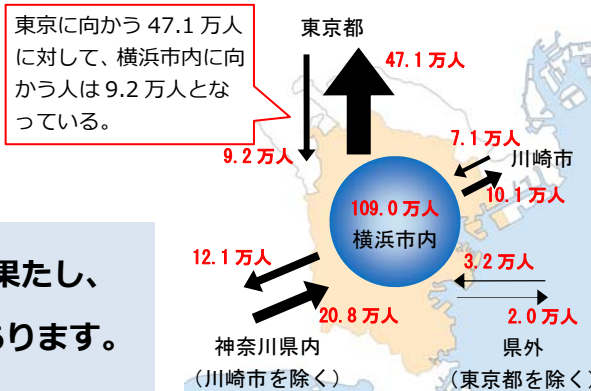 東京に向かう 47.1 万人
に対して、横浜市内に向
かう人は 9.2 万人とな
っている。
東京都
47.1 万人
9.2 万人
7.1 万人
川崎市
10.1 万人
109.0 万人
横浜市内
12.1 万人
3.2 万人
20.8 万人
2.0 万人
神奈川県内
（川崎市を除く）
県外
（東京都を除く）
果たし、
ります。